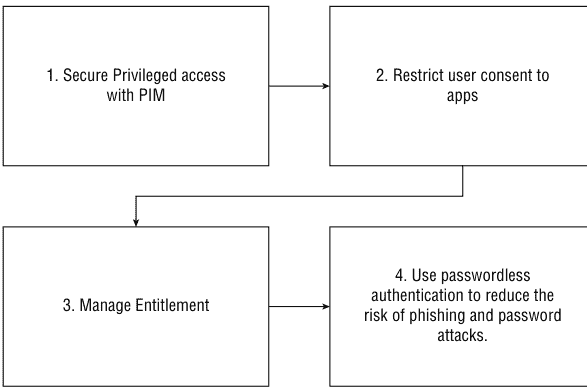 1. Secure Privileged access
with PIM
2. Restrict user consent to
apps
3. Manage Entitlement
4. Use passwordless
authentication to reduce the
risk of phishing and password
attacks.